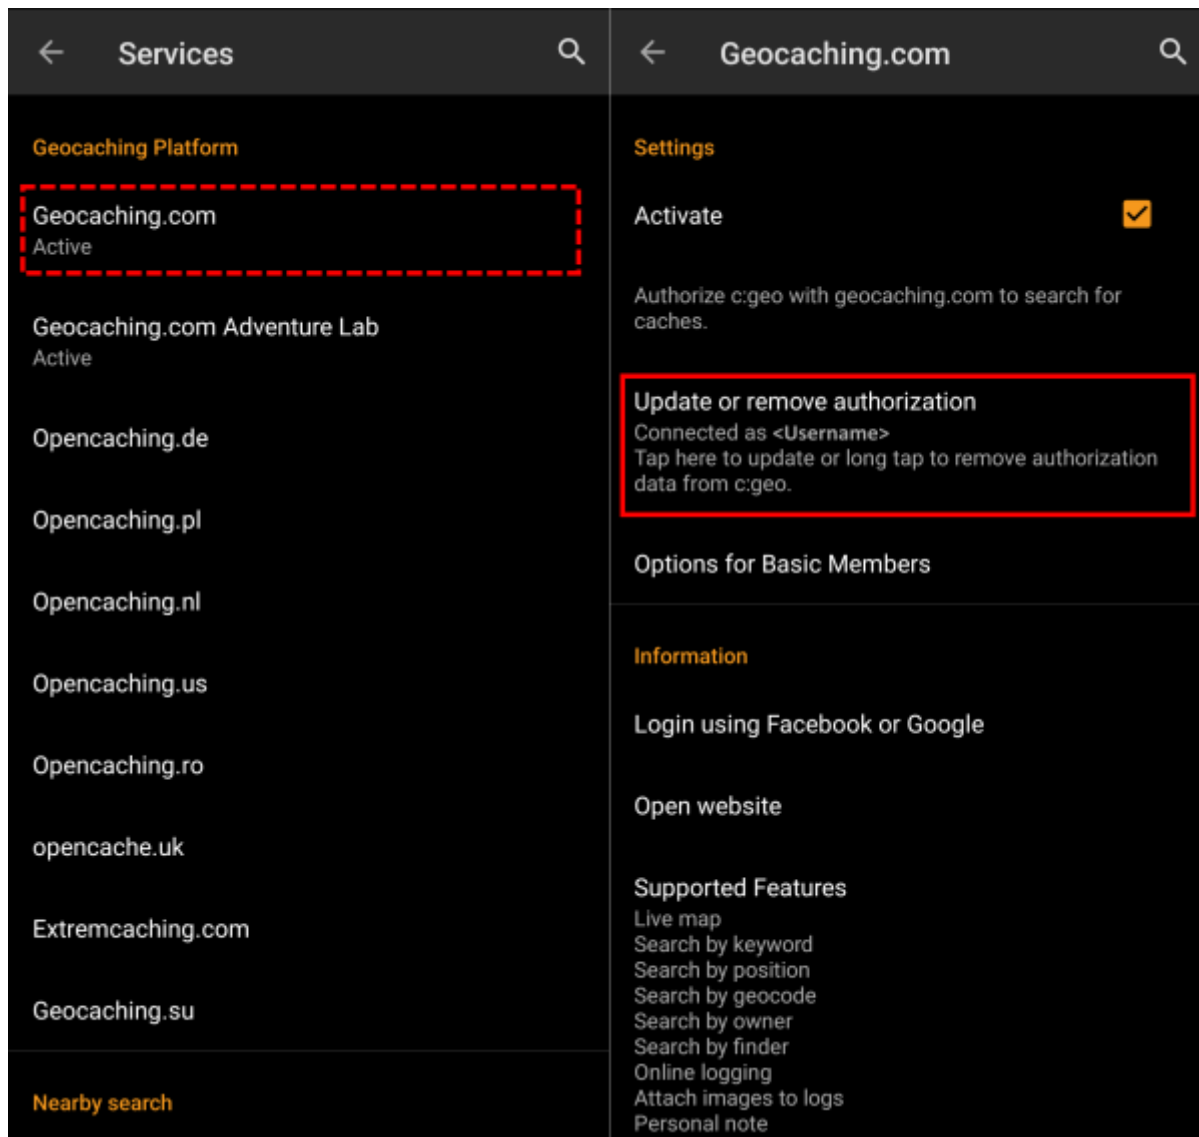 Services
Geocaching Platform
Geocaching.com
Active
Geocaching.com Adventure Lab
Active
Opencaching.de
Opencaching.pl
Opencaching.nl
Opencaching.us
Opencaching.ro
opencache.uk
Extremcaching.com
Geocaching.su
Nearby search
Geocaching.com
Settings
Activate
Authorize c:geo with geocaching.com to search for
caches.
Update or remove authorization
Connected as <Username>
Tap here to update or long tap to remove authorization
data from c:geo.
Options for Basic Members
Information
Login using Facebook or Google
Open website
Supported Features
Live map
Search by keyword
Search by position
Search by geocode
Search by owner
Search by finder
Online logging
Attach images to logs
Personal note